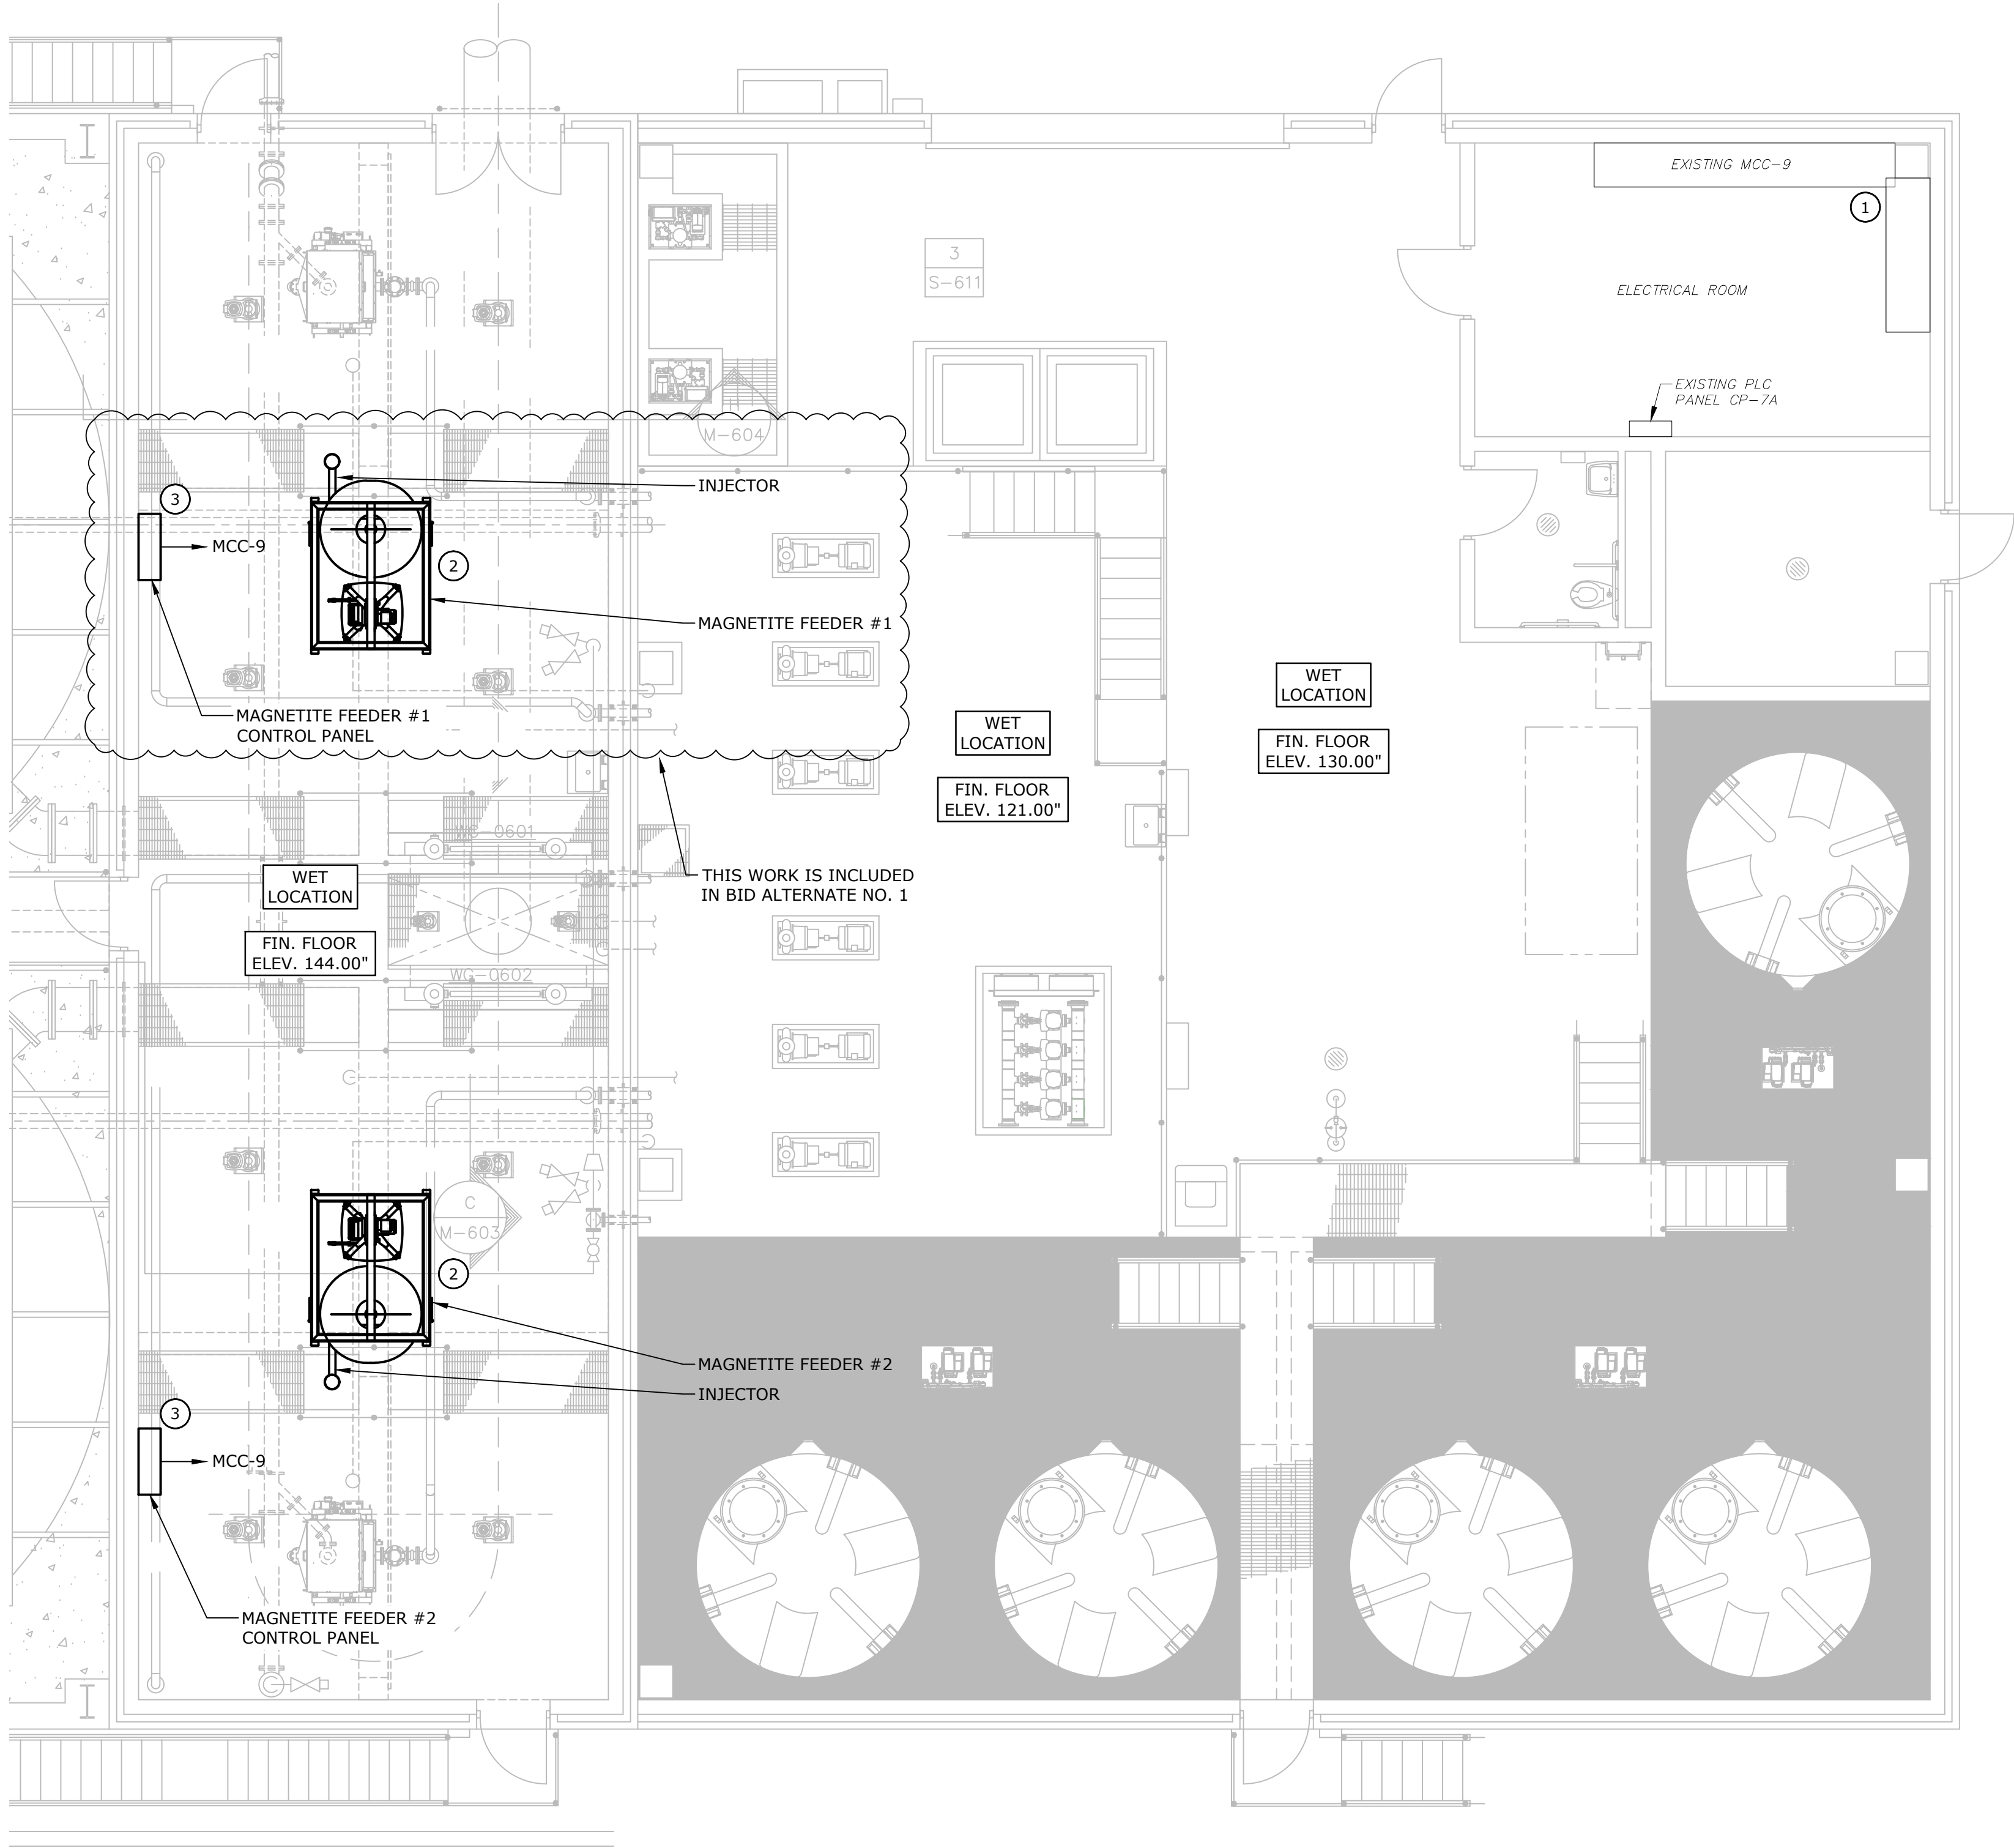 EXISTING MCC-9
1
3
S-611
ELECTRICAL ROOM
EXISTING PLC
PANEL CP-7A
M-604
INJECTOR
3
MCC-9
2
MAGNETITE FEEDER #1
MAGNETITE FEEDER #1
CONTROL PANEL
WET
LOCATION
FIN. FLOOR
ELEV. 130.00"
WET
LOCATION
FIN. FLOOR
ELEV. 121.00"
WG-0601
THIS WORK IS INCLUDED
IN BID ALTERNATE NO. 1
WET
LOCATION
FIN. FLOOR
ELEV. 144.00"
WG-0602
C
M-603
2
MAGNETITE FEEDER #2
INJECTOR
3
MCC-9
MAGNETITE FEEDER #2
CONTROL PANEL